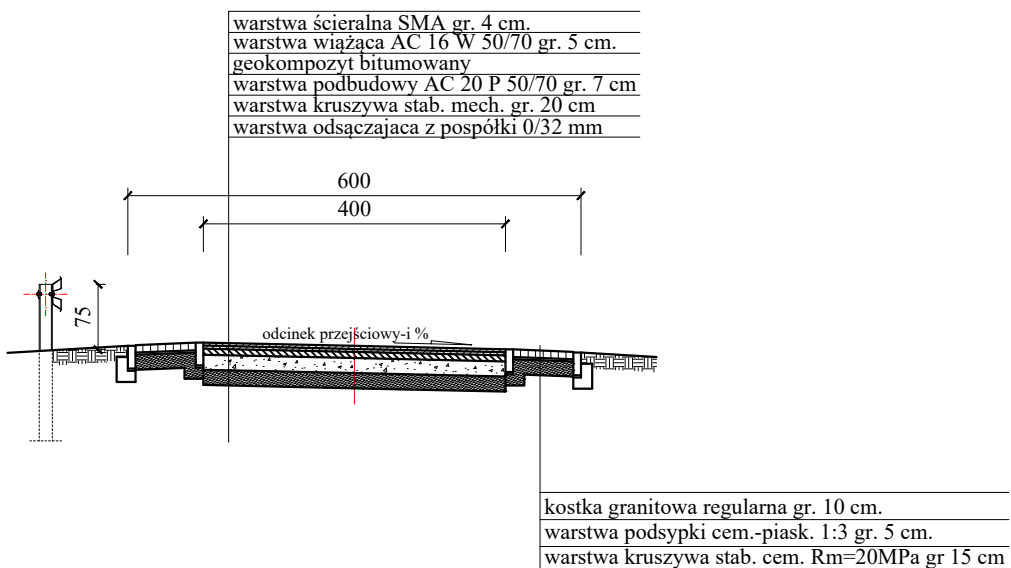 warstwa ścieralna SMA gr. 4 cm.
warstwa wiążąca AC 16 W 50/70 gr. 5 cm.
geokompozyt bitumowany
warstwa podbudowy AC 20 P 50/70 gr. 7 cm
warstwa kruszywa stab. mech. gr. 20 cm
warstwa odsączajaca z pospółki 0/32 mm
600
400
75
odcinek przejściowy-i %
kostka granitowa regularna gr. 10 cm.
warstwa podsypki cem.-piask. 1:3 gr. 5 cm.
warstwa kruszywa stab. cem. Rm=20MPa gr 15 cm